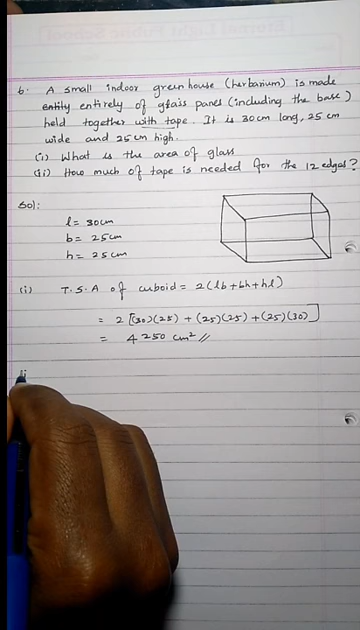 6. A small indoor green house (herbarium) is made
entily entirely of glass panes (including the base)
held together with tape. It is 30cm long, 25 cm
wide and 25cm high.
(i) What is the area of glass
(ii) How much of tape is needed for the 12 edges?
Sol:
l = 30cm
b = 25cm
h = 25cm
(i) T.S.A of cuboid = 2(lb+bh+hl)
= 2 [(30)(25) + (25)(25) + (25)(30)]
= 4250 cm² //
(i